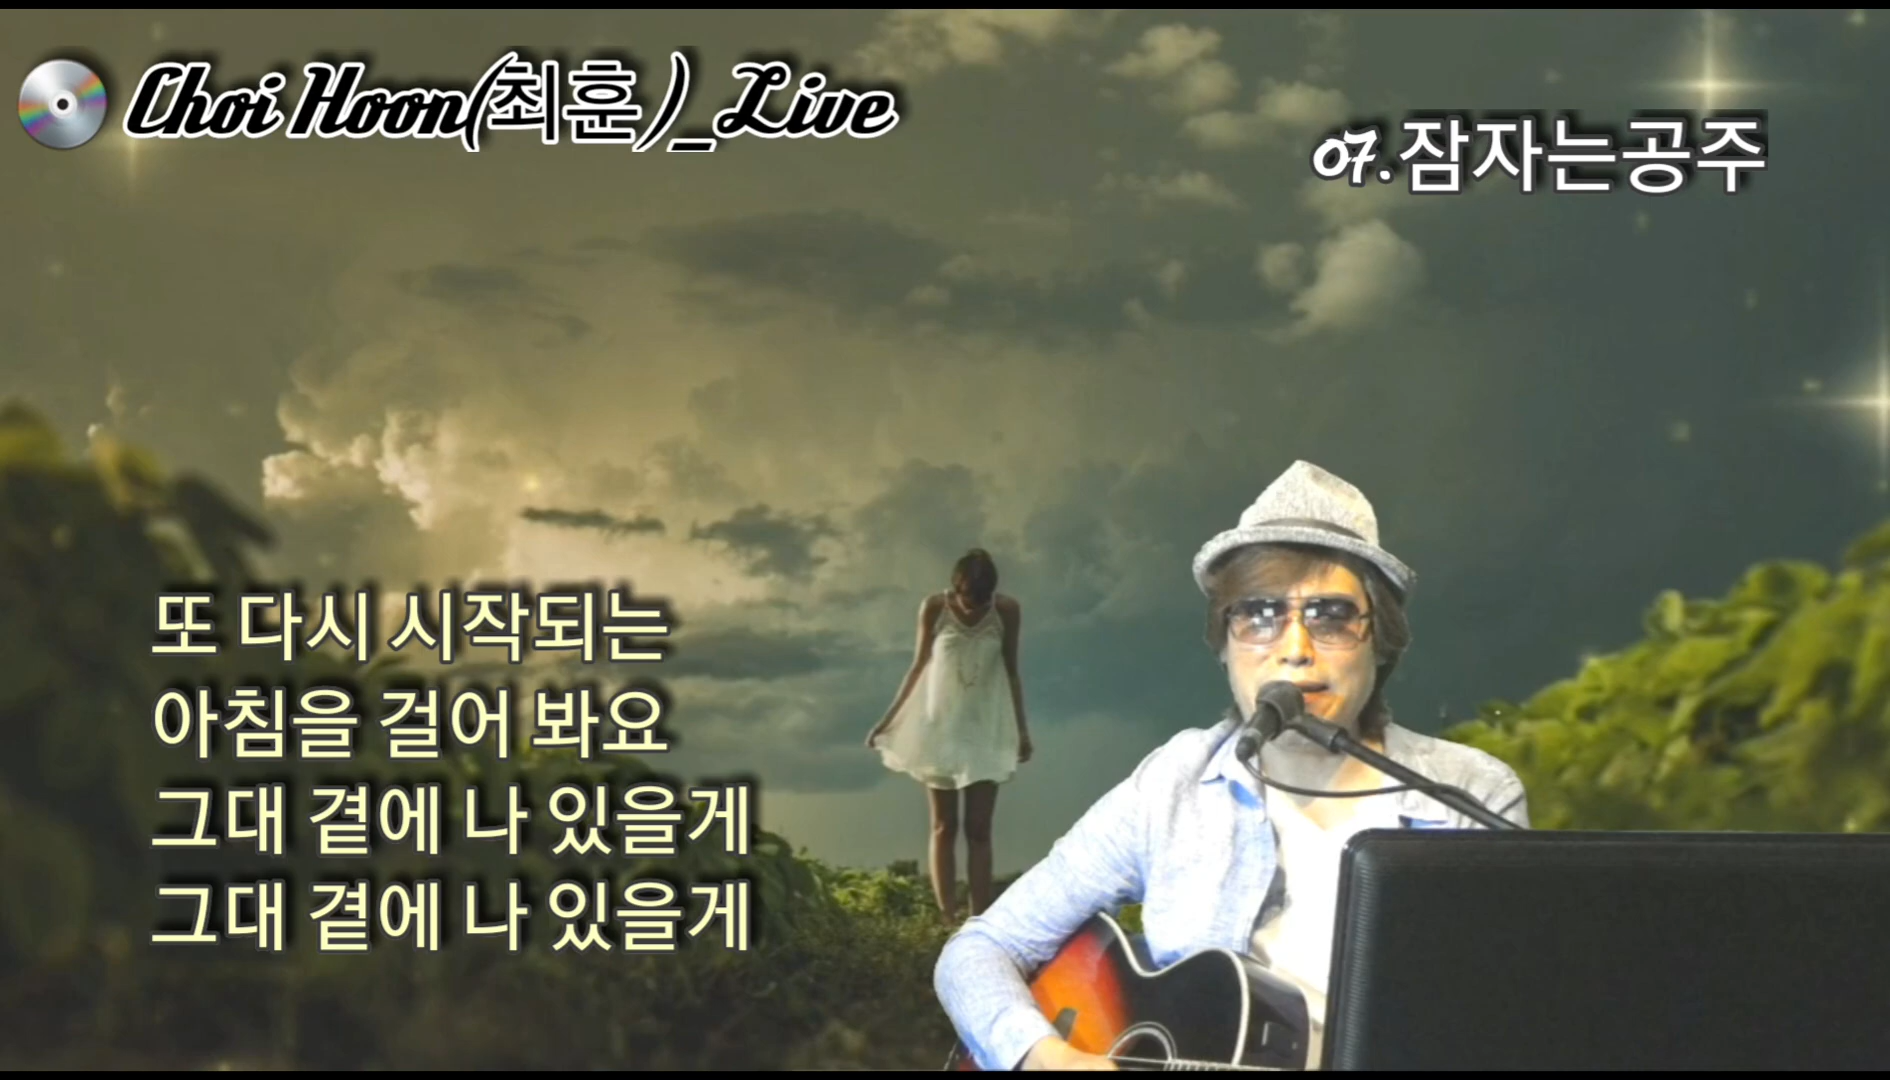 Choi Hoon(최훈)_Live
07.잠자는공주
또 다시 시작되는
아침을 걸어 봐요
그대 곁에 나 있을게
그대 곁에 나 있을게